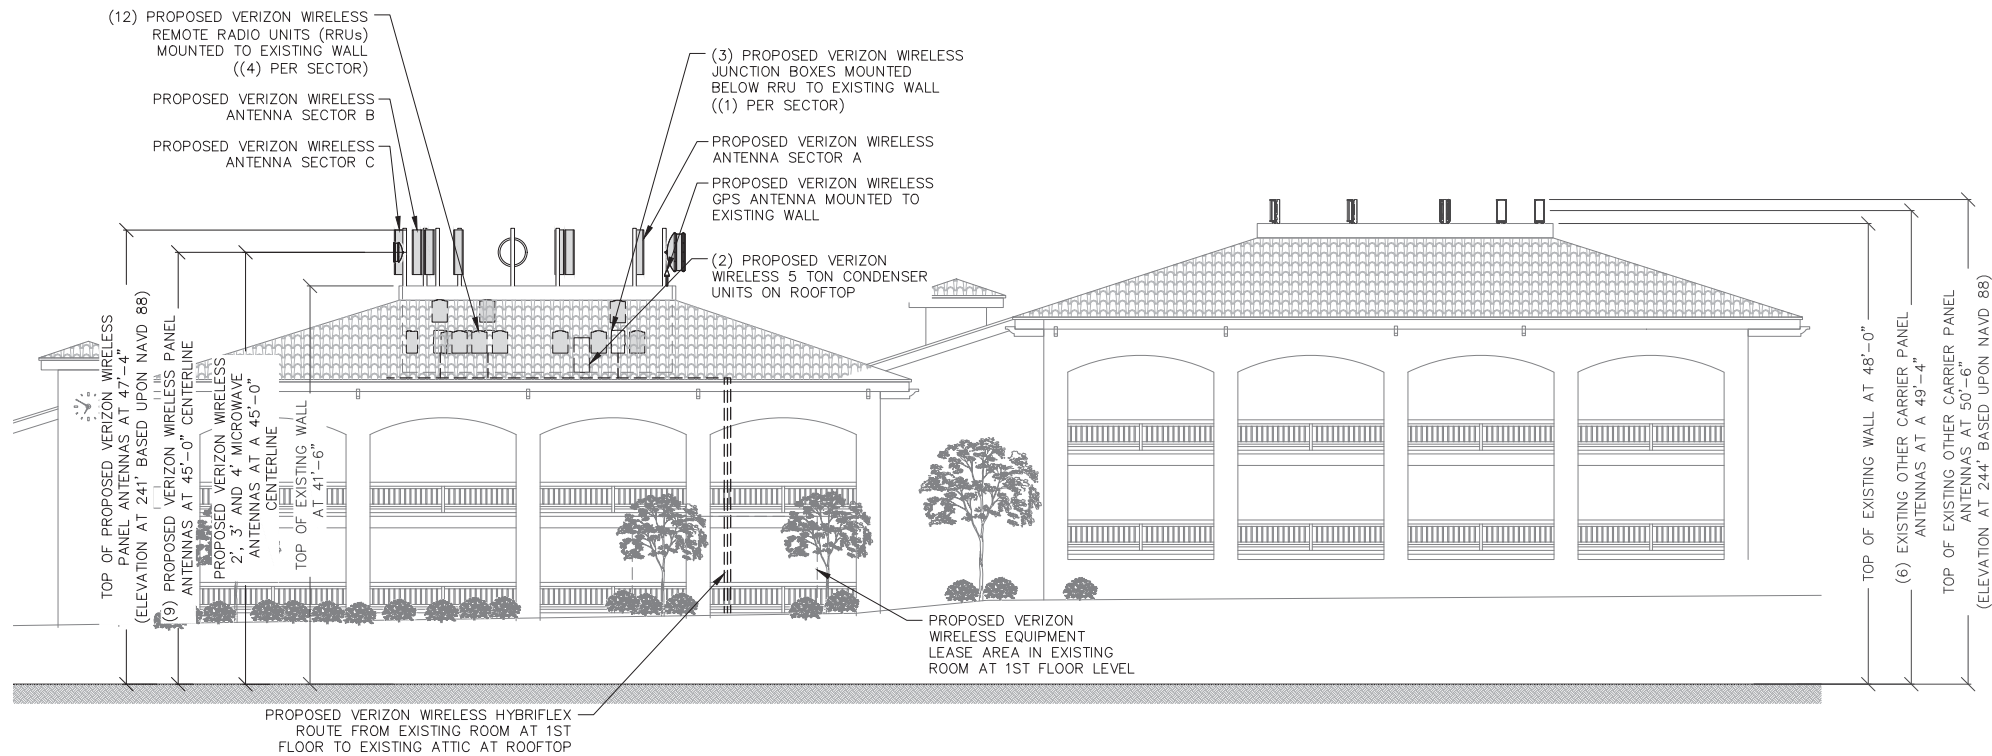 (12) PROPOSED VERIZON WIRELESS
REMOTE RADIO UNITS (RRUs)
MOUNTED TO EXISTING WALL
((4) PER SECTOR)
PROPOSED VERIZON WIRELESS
ANTENNA SECTOR B
PROPOSED VERIZON WIRELESS
ANTENNA SECTOR C
(3) PROPOSED VERIZON WIRELESS
JUNCTION BOXES MOUNTED
BELOW RRU TO EXISTING WALL
((1) PER SECTOR)
PROPOSED VERIZON WIRELESS
ANTENNA SECTOR A
PROPOSED VERIZON WIRELESS
GPS ANTENNA MOUNTED TO
EXISTING WALL
(2) PROPOSED VERIZON
WIRELESS 5 TON CONDENSER
UNITS ON ROOFTOP
TOP OF PROPOSED VERIZON WIRELESS
PANEL ANTENNAS AT 47'-4"
(ELEVATION AT 241' BASED UPON NAVD 88)
(9) PROPOSED VERIZON WIRELESS PANEL
ANTENNAS AT 45'-0" CENTERLINE
PROPOSED VERIZON WIRELESS
2', 3' AND 4' MICROWAVE
ANTENNAS AT A 45'-0"
CENTERLINE
TOP OF EXISTING WALL
AT 41'-6"
TOP OF EXISTING WALL AT 48'-0"
(6) EXISTING OTHER CARRIER PANEL
ANTENNAS AT A 49'-4"
TOP OF EXISTING OTHER CARRIER PANEL
ANTENNAS AT 50'-6"
(ELEVATION AT 244' BASED UPON NAVD 88)
PROPOSED VERIZON
WIRELESS EQUIPMENT
LEASE AREA IN EXISTING
ROOM AT 1ST FLOOR LEVEL
PROPOSED VERIZON WIRELESS HYBRIFLEX
ROUTE FROM EXISTING ROOM AT 1ST
FLOOR TO EXISTING ATTIC AT ROOFTOP